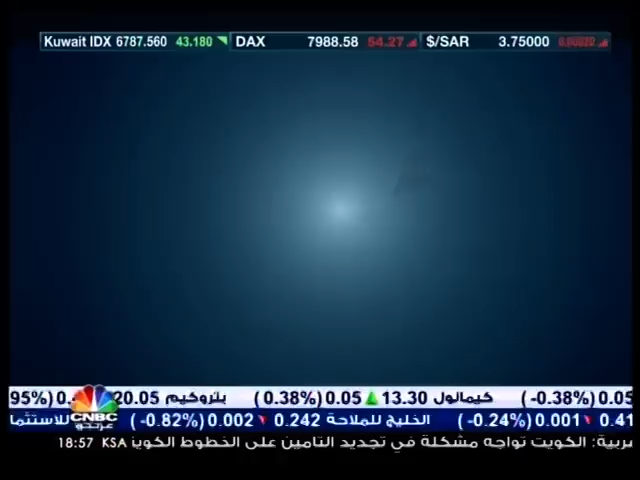 Kuwait IDX 6787.560 43.180 DAX 7988.58 54.27 $/SAR 3.75000
95%) 20.05 بتروكيم (0.38%) 0.05 13.30 كيمانول (-0.38%) 0.05
للاستثما (-0.82%) 0.002 0.242 الخليج للملاحة (-0.24%) 0.001 0.41
CNBC عربية
18:57 KSA ربية: الكويت تواجه مشكلة في تجديد التامين على الخطوط الكويت